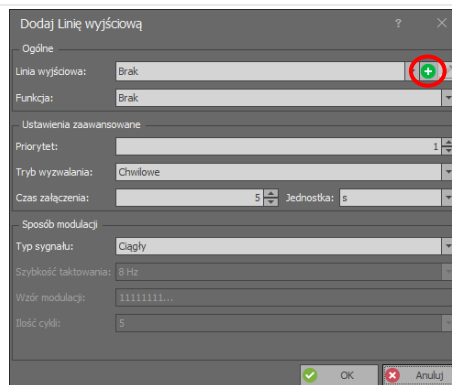 Dodaj Linię wyjściową
Ogólne
Linia wyjściowa: Brak
Funkcja: Brak
Ustawienia zaawansowane
Priorytet: 1
Tryb wyzwalania: Chwilowe
Czas załączenia: 5 Jednostka: s
Sposób modulacji
Typ sygnału: Ciągły
Szybkość taktowania: 8 Hz
Wzór modulacji: 11111111...
Ilość cykli: 5
OK Anuluj